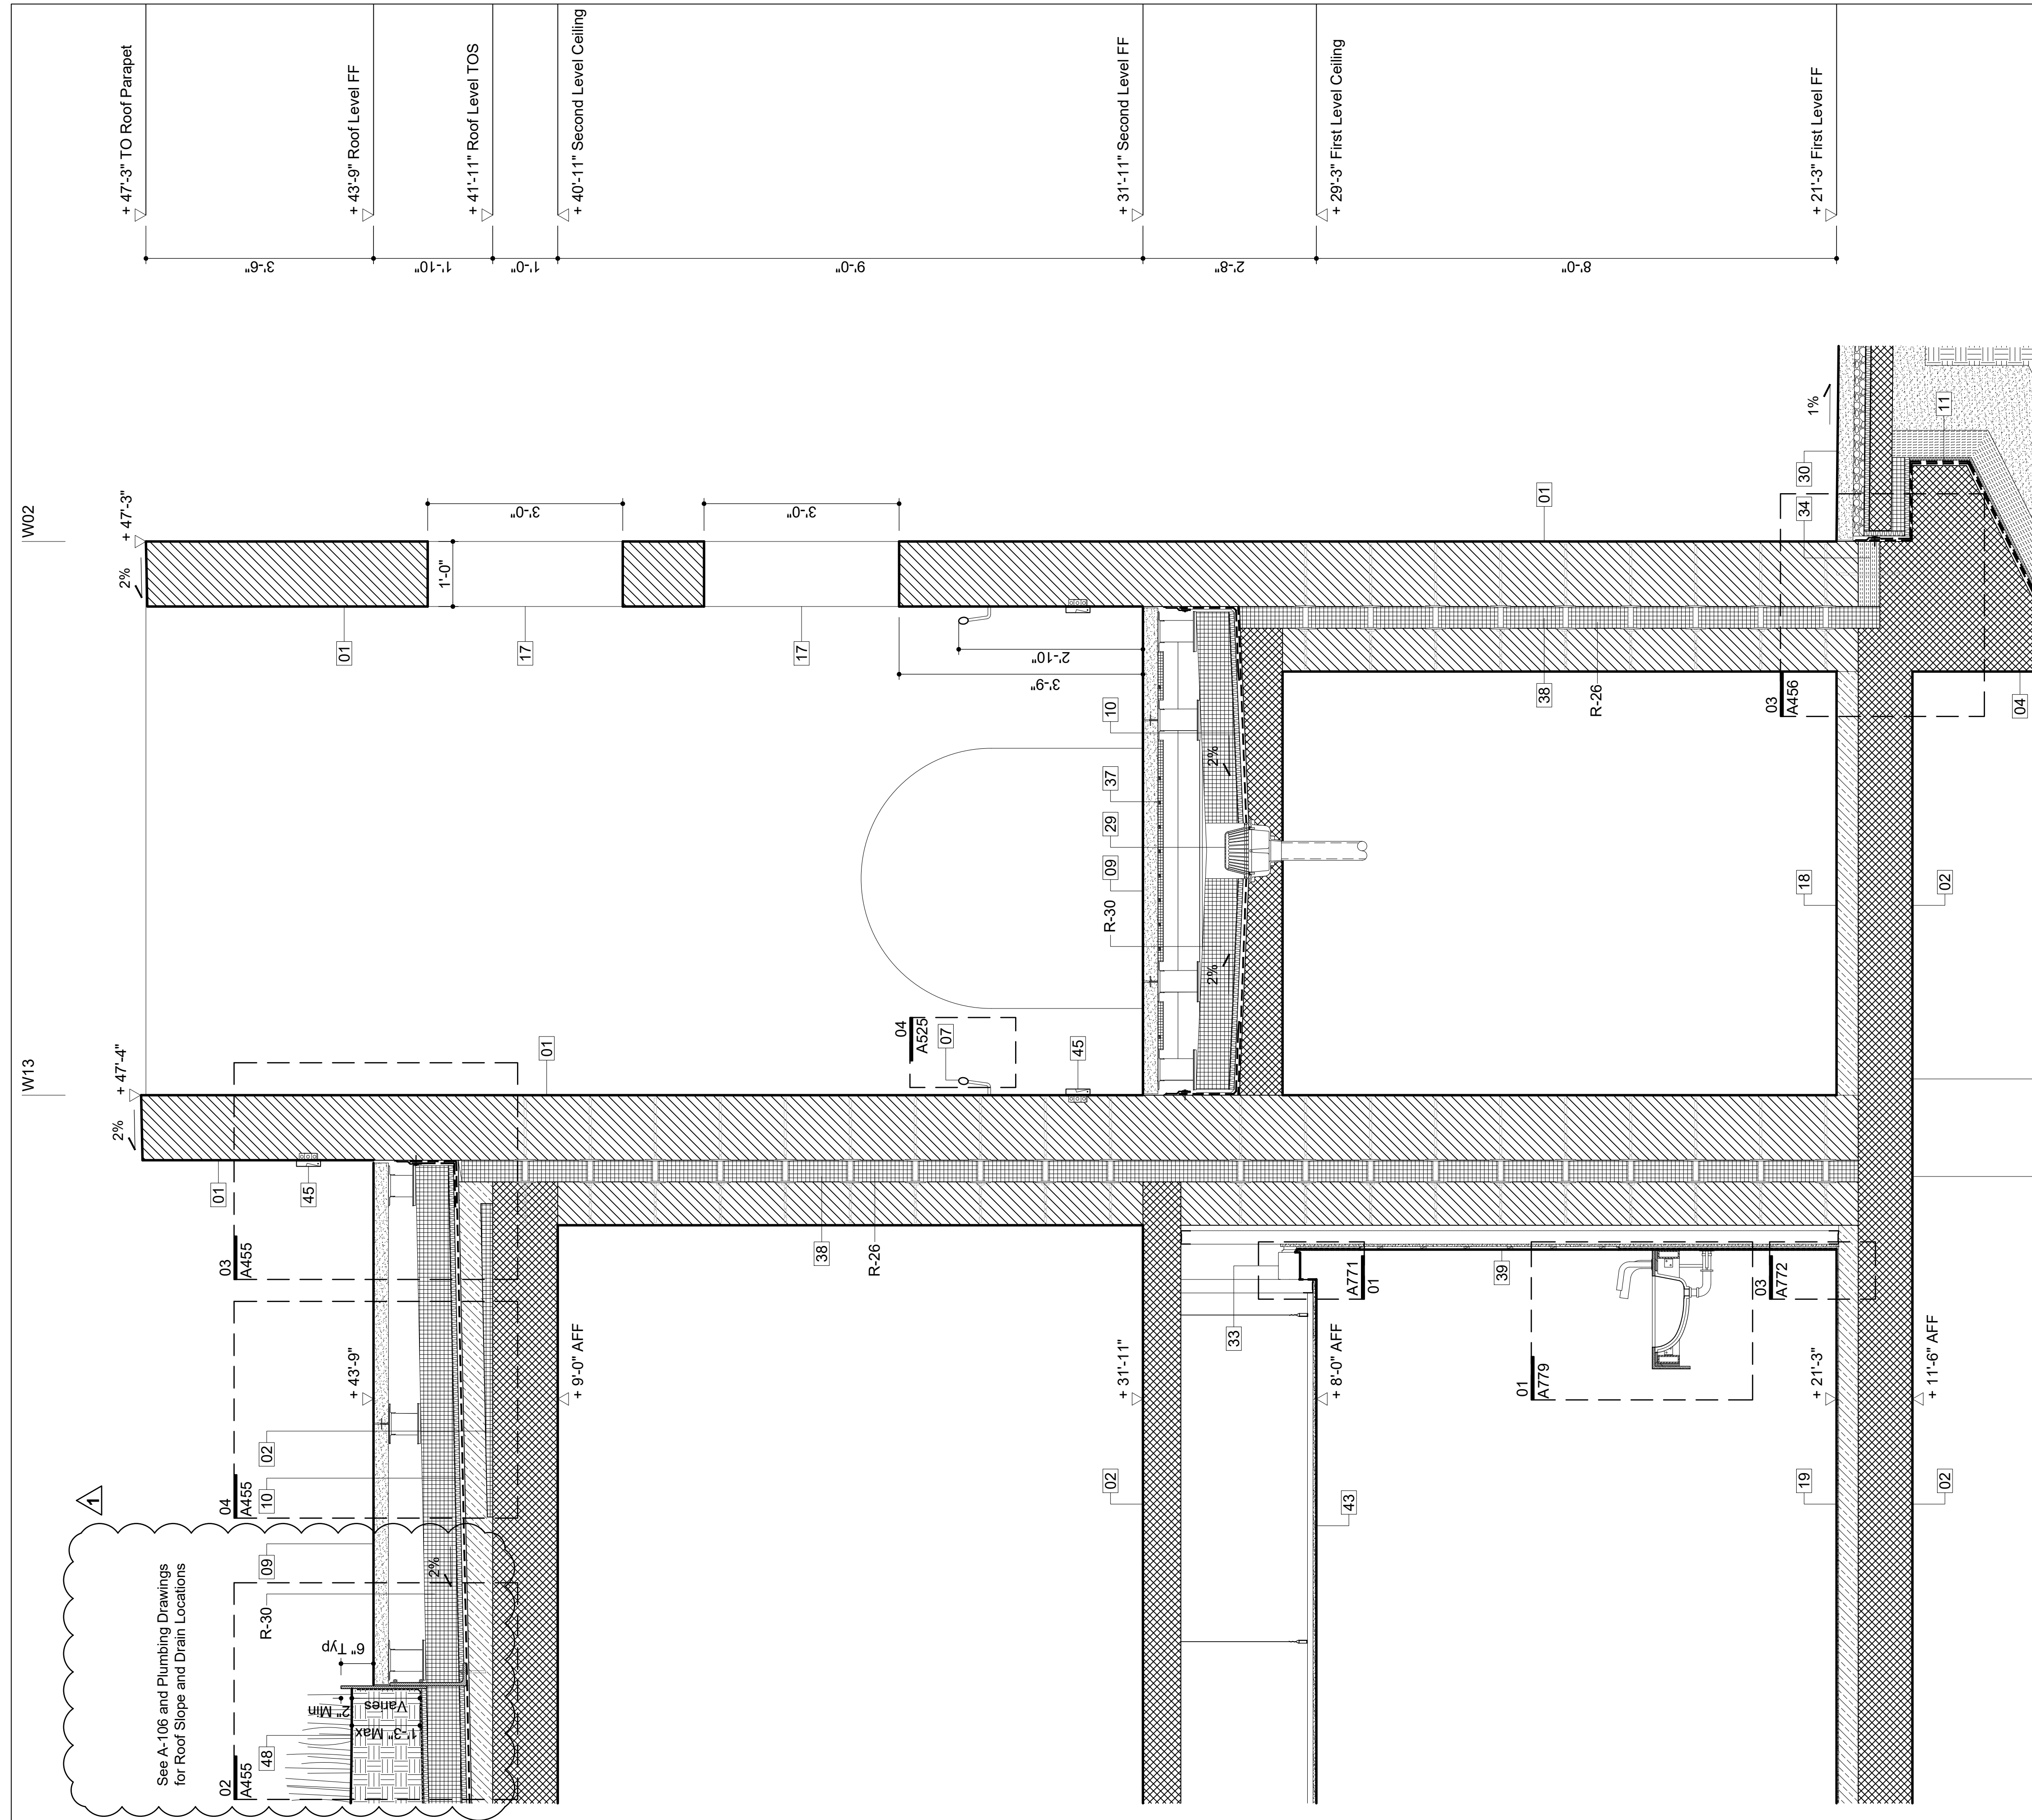 + 47'-3" TO Roof Parapet
+ 43'-9" Roof Level FF
+ 41'-11" Roof Level TOS
+ 40'-11" Second Level Ceiling
+ 31'-11" Second Level FF
+ 29'-3" First Level Ceiling
+ 21'-3" First Level FF
3'-6"
1'-10"
1'-0"
9'-0"
2'-8"
8'-0"
W02
+ 47'-3"
2%
3'-0"
3'-0"
1'-0"
01
17
17
2'-10"
3'-9"
01
1%
30
34
11
38
R-26
03
A456
04
10
37
29
09
R-30
2%
2%
18
02
W13
+ 47'-4"
2%
01
04
A525
07
45
01
45
03
A455
38
R-26
+ 43'-9"
+ 9'-0" AFF
+ 31'-11"
33
A771
01
39
03
A772
+ 8'-0" AFF
01
A779
+ 21'-3"
+ 11'-6" AFF
02
10
04
A455
02
43
19
02
1
See A-106 and Plumbing Drawings
for Roof Slope and Drain Locations
09
R-30
2%
6" Typ
2" Min
Varies
1'-3" Max
48
02
A455